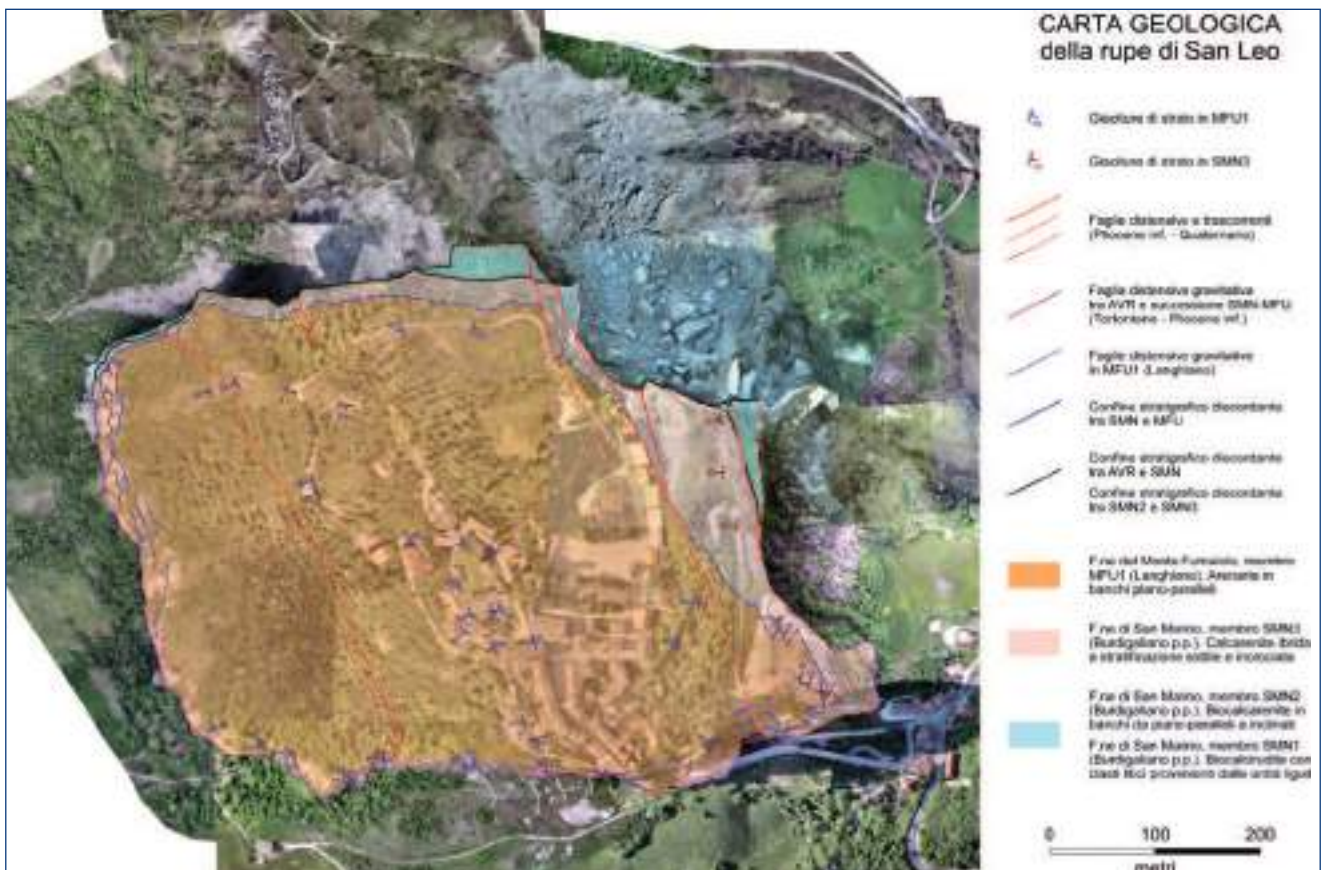 CARTA GEOLOGICA
della rupe di San Leo
Giaciture di strato in MFU1
Giaciture di strato in SMN3
Faglie distensive e trascorrenti
(Pliocene inf. - Quaternario)
Faglie distensive gravitative
tra AVR e successione SMN-MFU
(Tortoniano - Pliocene inf.)
Faglie distensive gravitative
in MFU1 (Langhiano)
Confine stratigrafico discordante
tra SMN e MFU
Confine stratigrafico discordante
tra AVR e SMN
Confine stratigrafico discordante
tra SMN2 e SMN3
F.ne del Monte Fumaiolo, membro
MFU1 (Langhiano). Arenarie in
banchi piano-paralleli
F.ne di San Marino, membro SMN3
(Burdigaliano p.p.). Calcarenite ibrida
a stratificazione sottile e incrociata
F.ne di San Marino, membro SMN2
(Burdigaliano p.p.). Biocalcarenite in
banchi da piano-paralleli a inclinati
F.ne di San Marino, membro SMN1
(Burdigaliano p.p.). Biocalcirudite con
clasti litici provenienti dalle unità liguri
0 100 200
metri